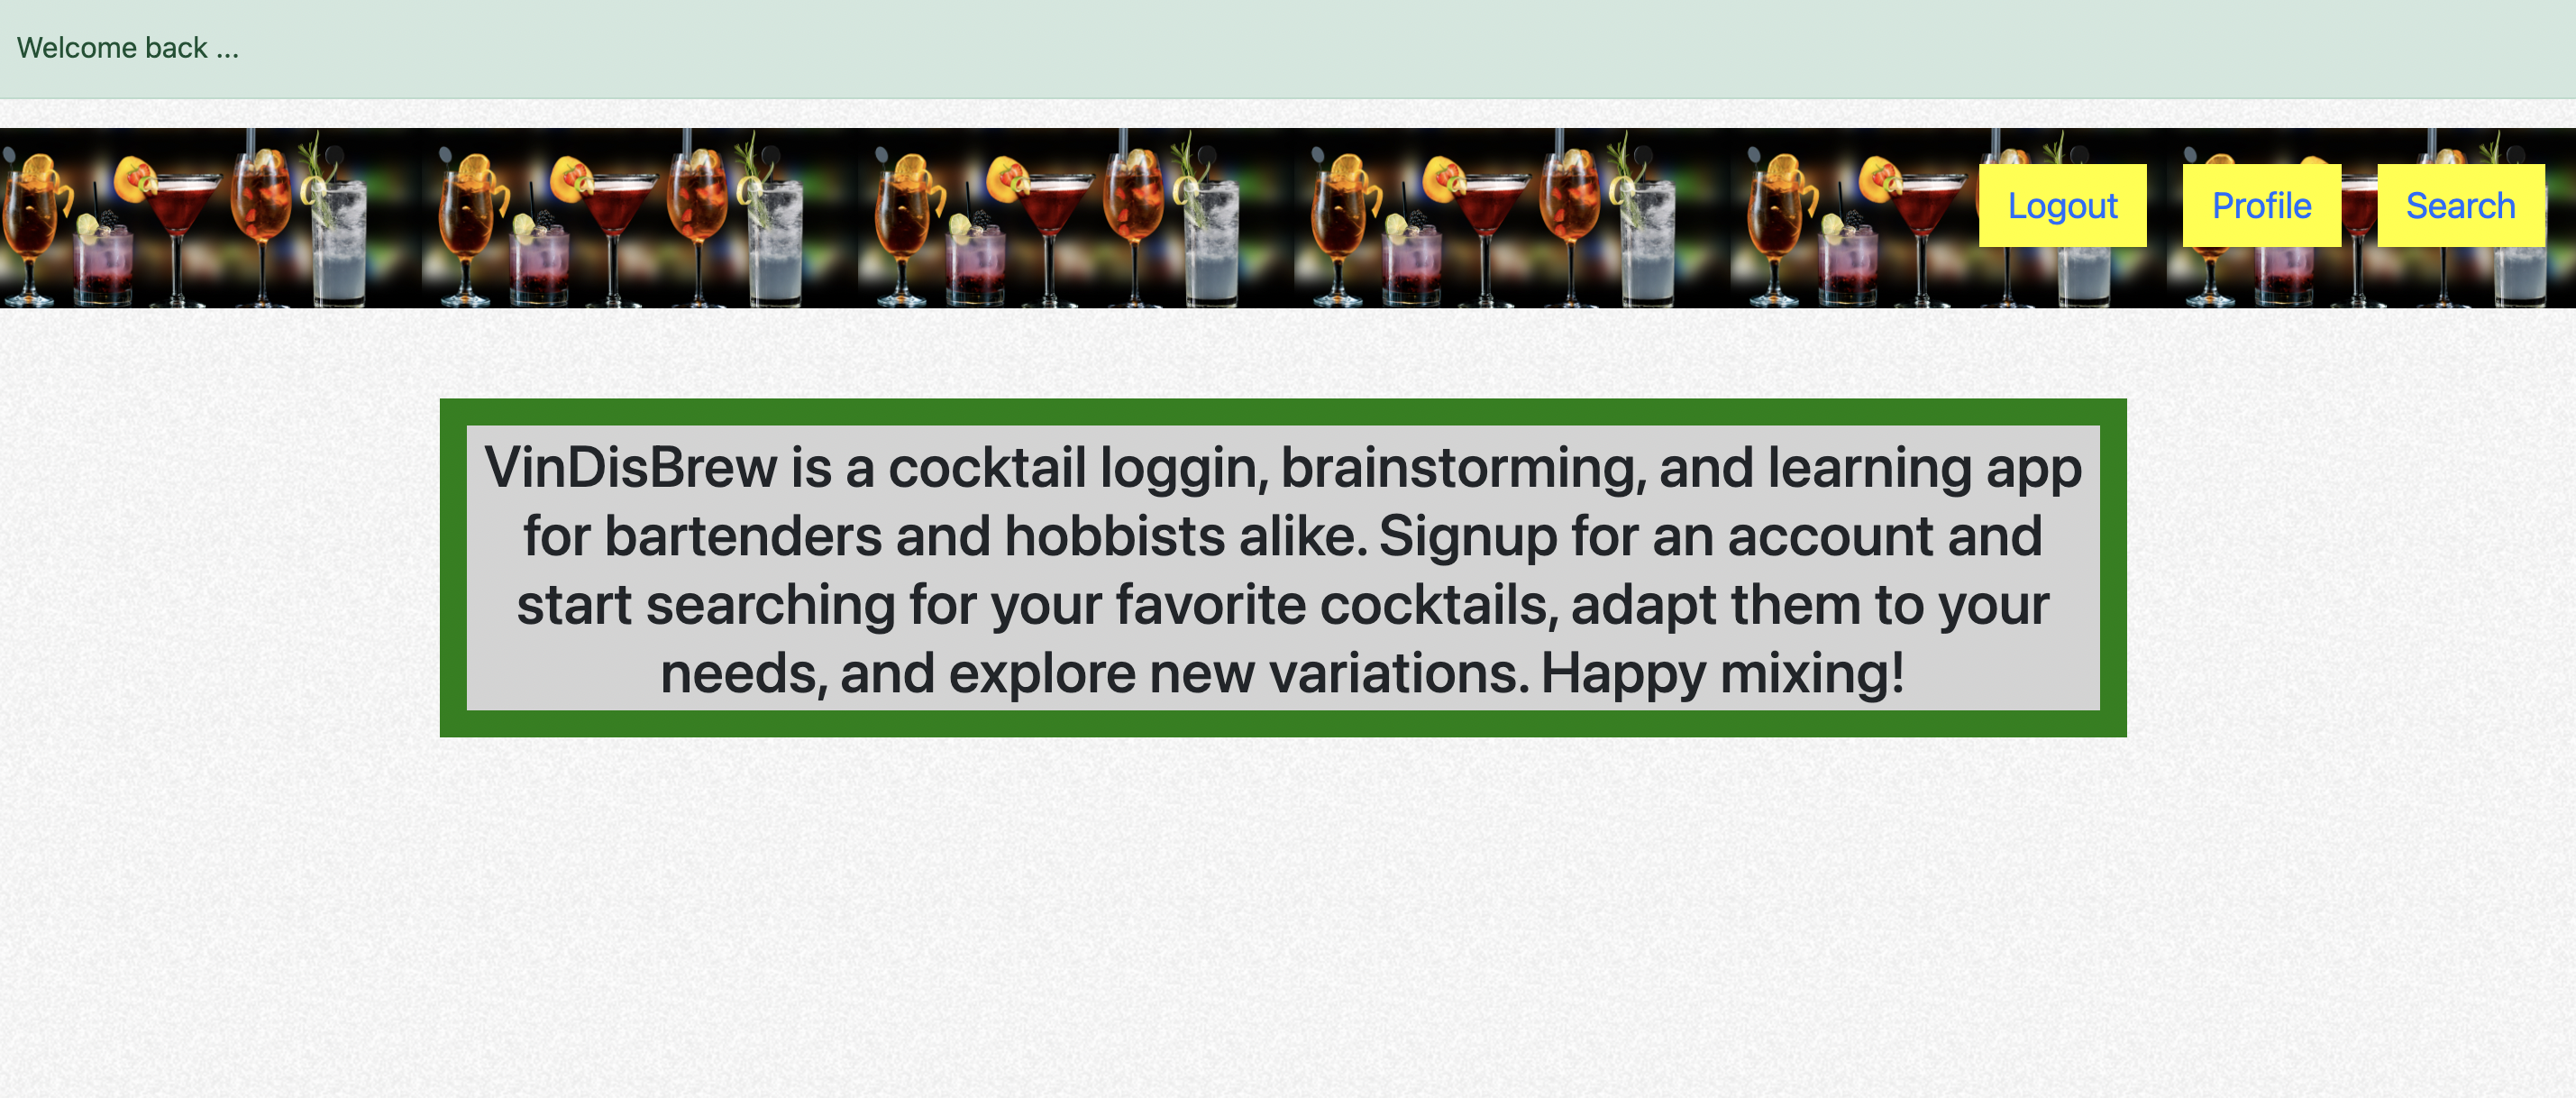 Welcome back ...
Logout Profile Search
VinDisBrew is a cocktail loggin, brainstorming, and learning app
for bartenders and hobbists alike. Signup for an account and
start searching for your favorite cocktails, adapt them to your
needs, and explore new variations. Happy mixing!